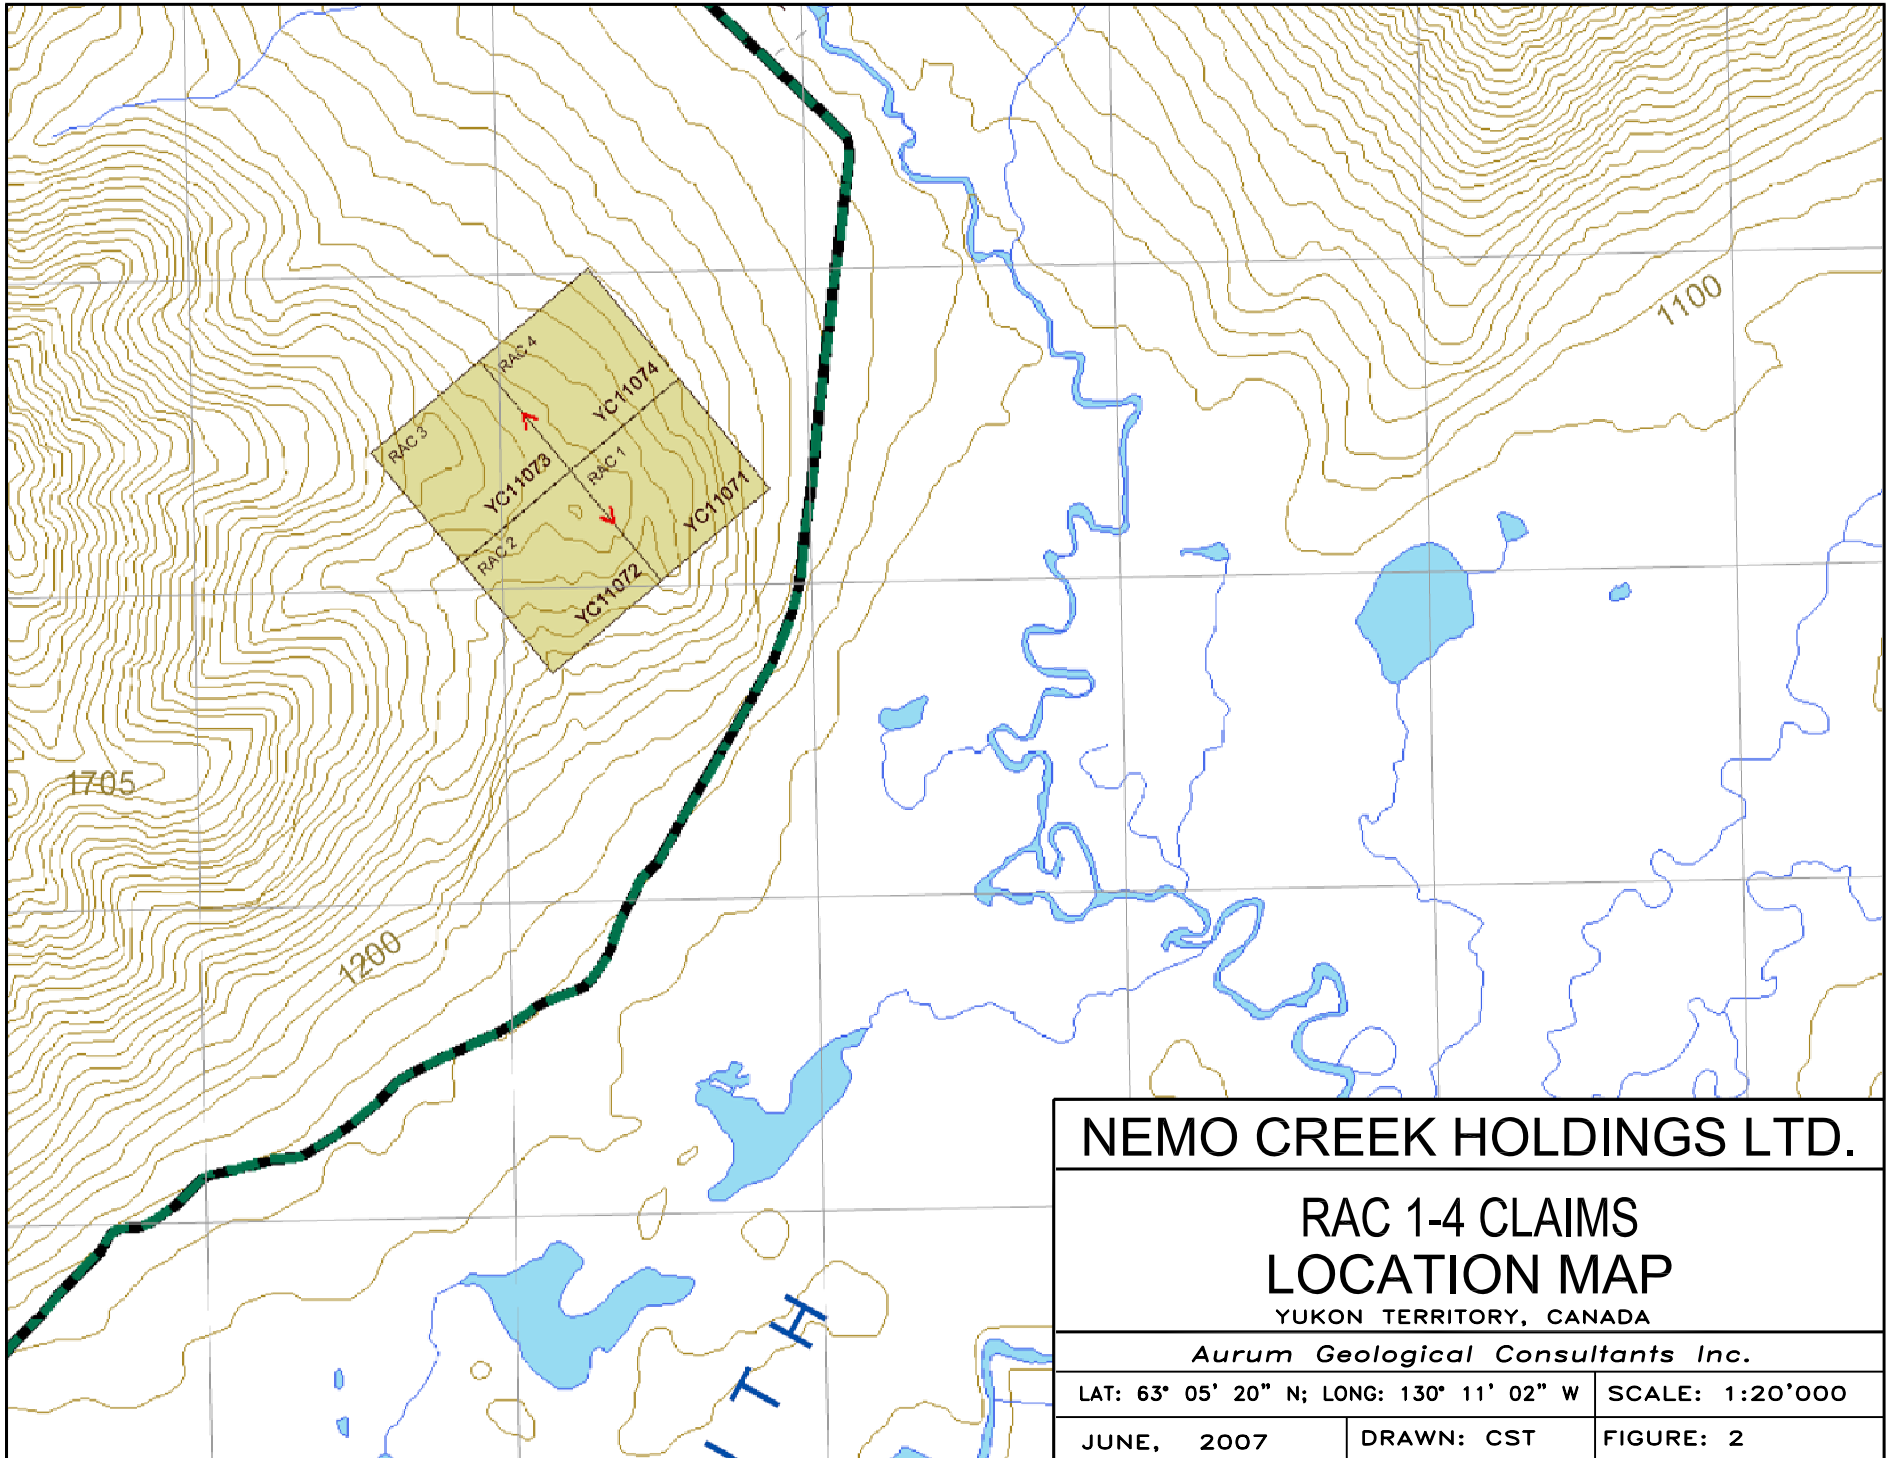 1100
RAC 4
YC11074
RAC 3
RAC 1
YC11073
YC11071
RAC 2
YC11072
1705
1200
I T H
NEMO CREEK HOLDINGS LTD.
RAC 1-4 CLAIMS
LOCATION MAP
YUKON TERRITORY, CANADA
Aurum Geological Consultants Inc.
LAT: 63° 05' 20" N; LONG: 130° 11' 02" W
SCALE: 1:20'000
JUNE, 2007
DRAWN: CST
FIGURE: 2